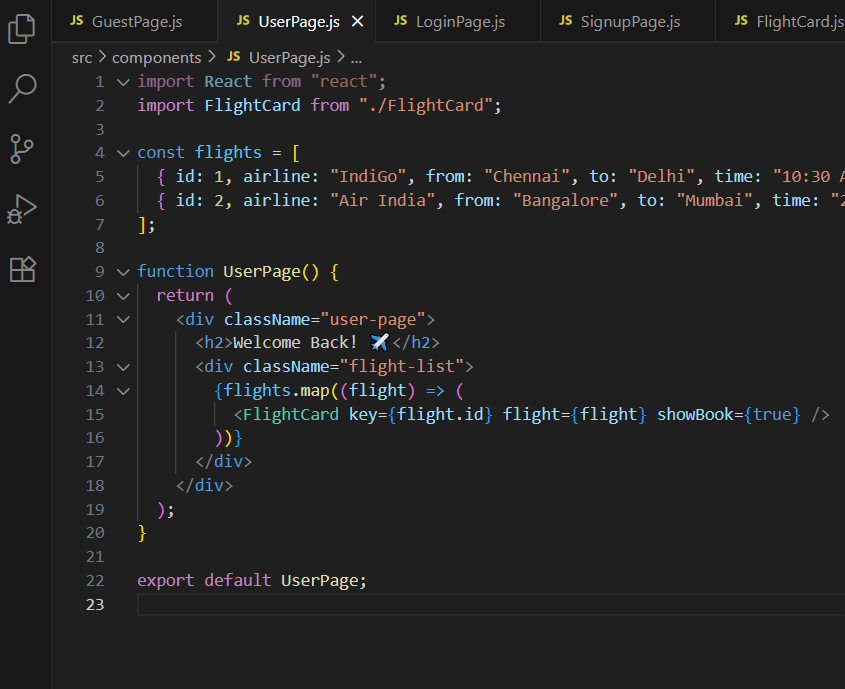 JS GuestPage.js JS UserPage.js JS LoginPage.js JS SignupPage.js JS FlightCard.js
src > components > JS UserPage.js > ...
1 import React from "react";
2 import FlightCard from "./FlightCard";
3
4 const flights = [
5 { id: 1, airline: "IndiGo", from: "Chennai", to: "Delhi", time: "10:30 A
6 { id: 2, airline: "Air India", from: "Bangalore", to: "Mumbai", time: "2
7 ];
8
9 function UserPage() {
10 return (
11 <div className="user-page">
12 <h2>Welcome Back! ✈️</h2>
13 <div className="flight-list">
14 {flights.map((flight) => (
15 <FlightCard key={flight.id} flight={flight} showBook={true} />
16 ))}
17 </div>
18 </div>
19 );
20 }
21
22 export default UserPage;
23